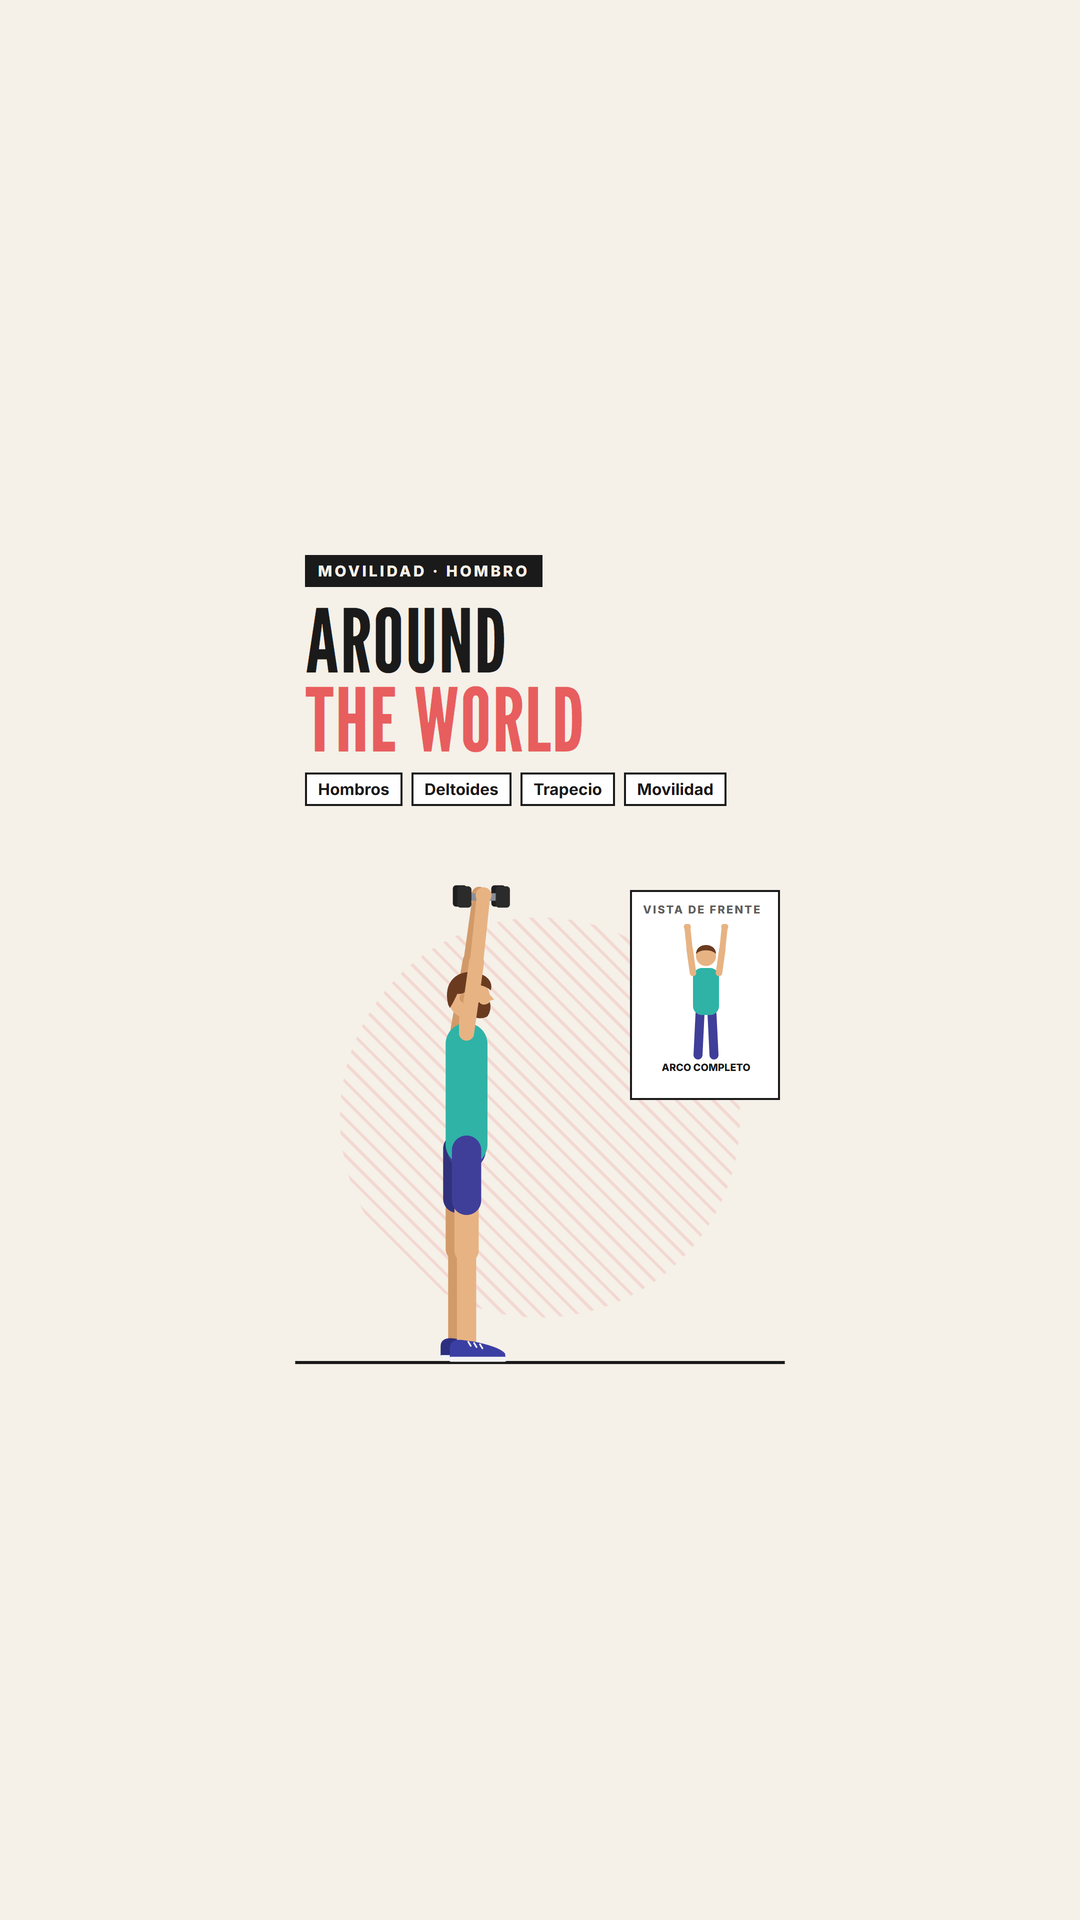 MOVILIDAD · HOMBRO
AROUND
THE WORLD
Hombros Deltoides Trapecio Movilidad
VISTA DE FRENTE
ARCO COMPLETO